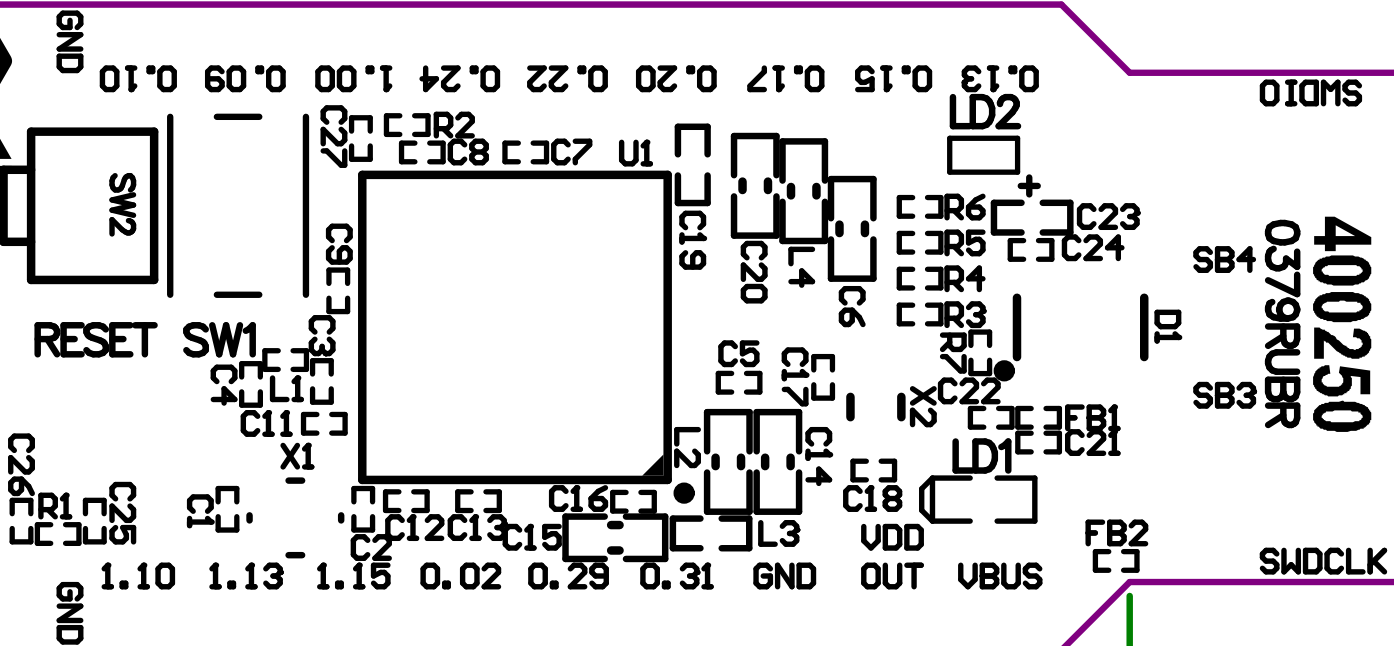 GND
0.10 0.09 1.00 0.24 0.22 0.20 0.17 0.15 0.13
SWDIO
LD2
C27
R2
C8
C7
U1
SW2
C19
C20
L4
C6
R6
R5
R4
R3
C23
+
C24
SB4
0379RUBR
400250
C9
RESET SW1
C3
C4
L1
C11
X1
C5
C17
R7
D1
C22
X2
FB1
C21
SB3
L2
C14
LD1
C26
R1
C25
C1
C2
C12
C13
C16
C15
L3
C18
VDD
FB2
1.10 1.13 1.15 0.02 0.29 0.31 GND OUT VBUS
SWDCLK
GND